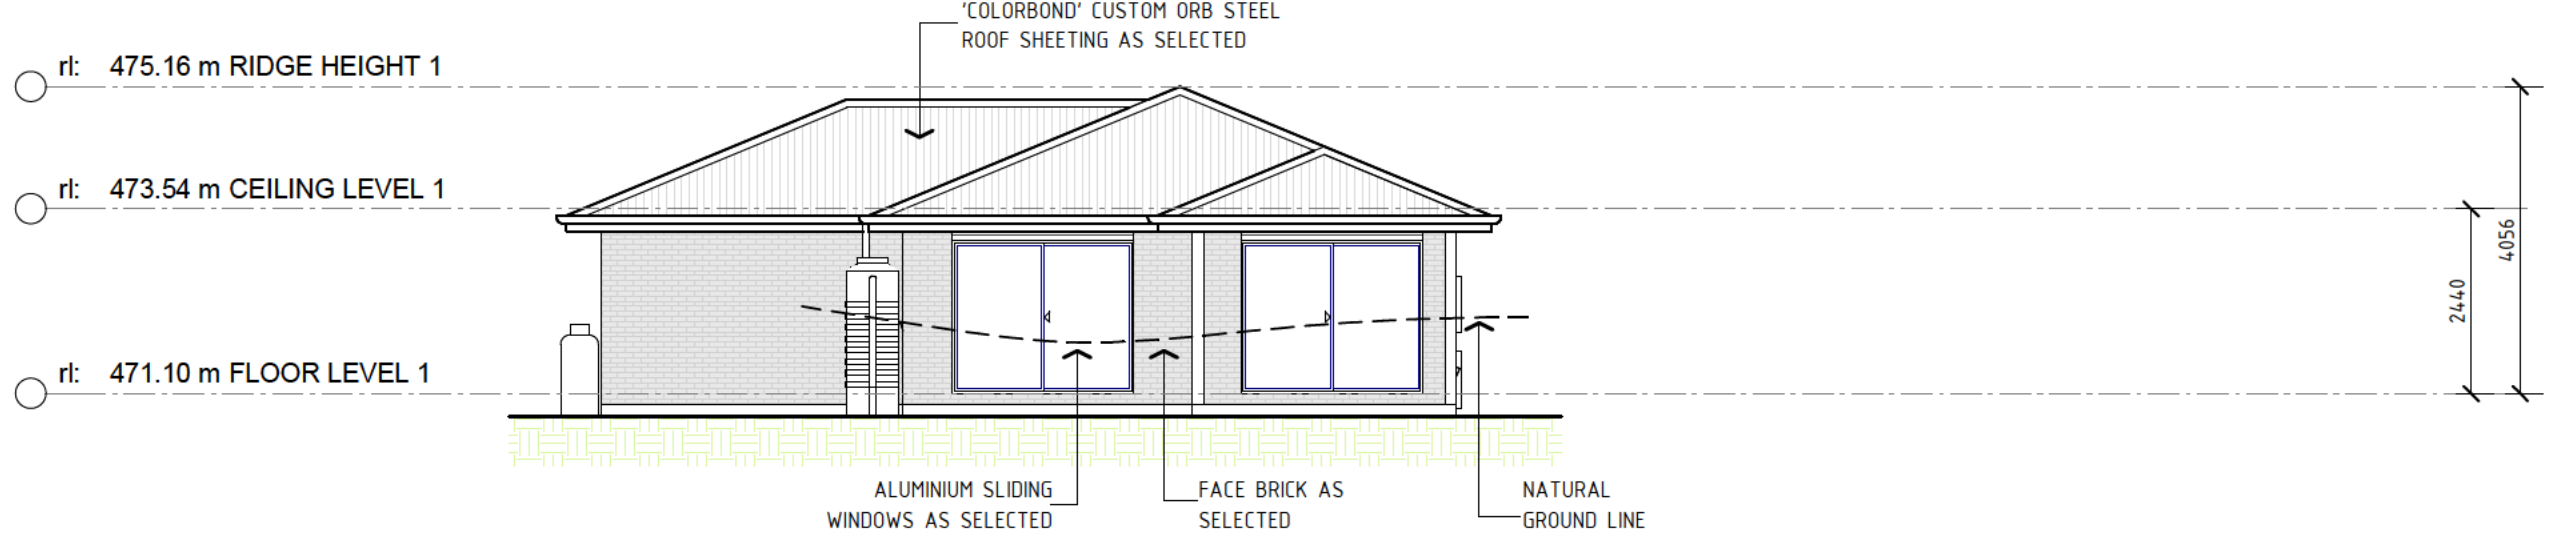 'COLORBOND' CUSTOM ORB STEEL
ROOF SHEETING AS SELECTED
rl: 475.16 m RIDGE HEIGHT 1
rl: 473.54 m CEILING LEVEL 1
4056
2440
rl: 471.10 m FLOOR LEVEL 1
ALUMINIUM SLIDING
WINDOWS AS SELECTED
FACE BRICK AS
SELECTED
NATURAL
GROUND LINE